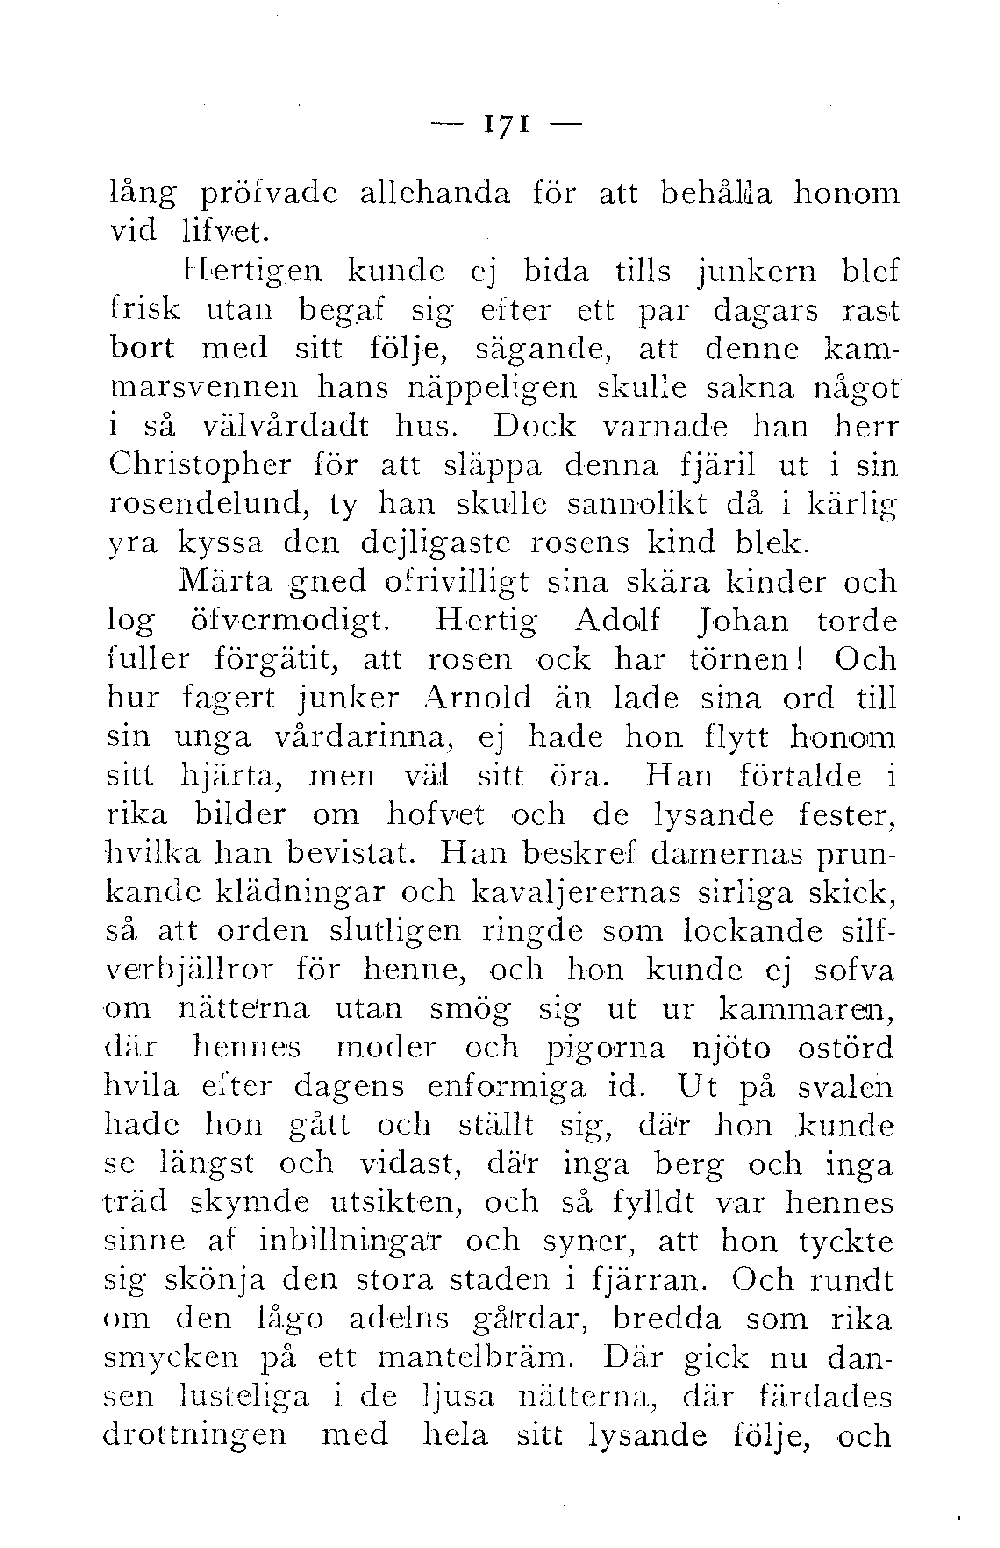 — 171 —
lång pröfvade allehanda för att behålla honom
vid lifvet.
Hertigen kunde ej bida tills junkern blef
frisk utan begaf sig efter ett par dagars rast
bort med sitt följe, sägande, att denne kam-
marsvennen hans näppeligen skulle sakna något
i så välvårdadt hus. Dock varnade han herr
Christopher för att släppa denna fjäril ut i sin
rosendelund, ty han skulle sannolikt då i kärlig
yra kyssa den dejligaste rosens kind blek.
Märta gned ofrivilligt sina skära kinder och
log öfvermodigt. Hertig Adolf Johan torde
fuller förgätit, att rosen ock har törnen! Och
hur fagert junker Arnold än lade sina ord till
sin unga vårdarinna, ej hade hon flytt honom
sitt hjärta, men väl sitt öra. Han förtalde i
rika bilder om hofvet och de lysande fester,
hvilka han bevistat. Han beskref damernas prun-
kande klädningar och kavaljerernas sirliga skick,
så att orden slutligen ringde som lockande silf-
verbjällror för henne, och hon kunde ej sofva
om nätterna utan smög sig ut ur kammaren,
där hennes moder och pigorna njöto ostörd
hvila efter dagens enformiga id. Ut på svalen
hade hon gått och ställt sig, där hon kunde
se längst och vidast, där inga berg och inga
träd skymde utsikten, och så fylldt var hennes
sinne af inbillningar och syner, att hon tyckte
sig skönja den stora staden i fjärran. Och rundt
om den lågo adelns gårdar, bredda som rika
smycken på ett mantelbräm. Där gick nu dan-
sen lusteliga i de ljusa nätterna, där färdades
drottningen med hela sitt lysande följe, och